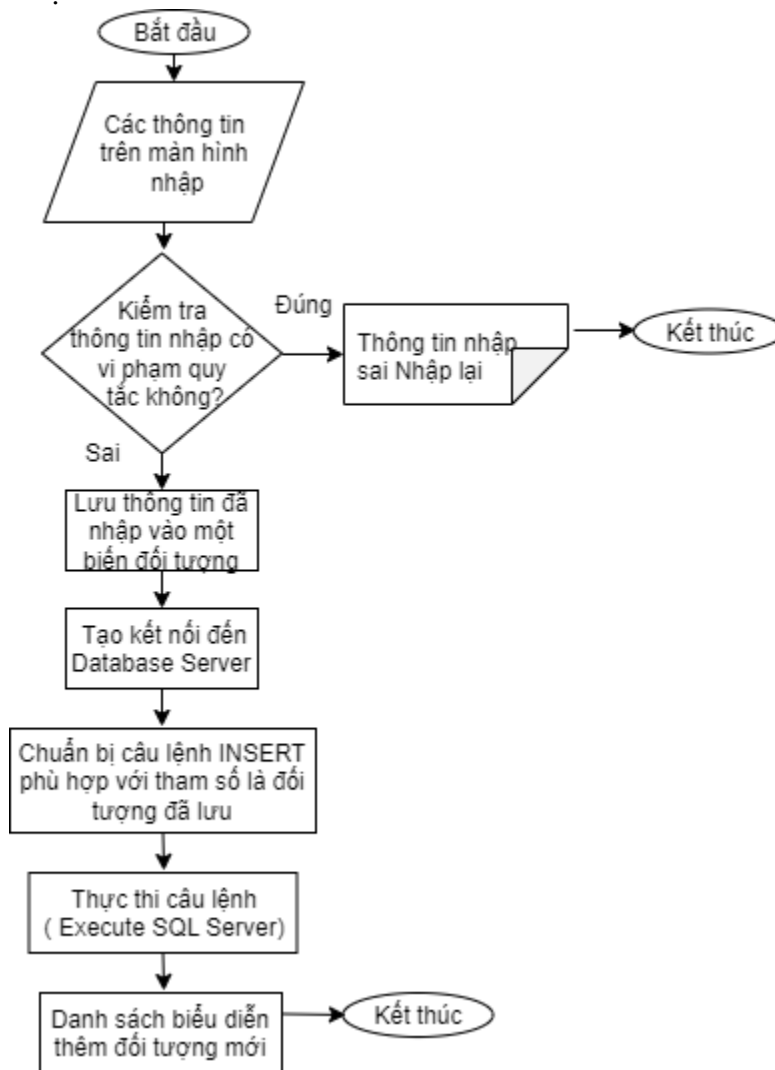 Bắt đầu
Các thông tin
trên màn hình
nhập
Kiểm tra
thông tin nhập có
vi phạm quy
tắc không?
Đúng
Thông tin nhập
sai Nhập lại
Kết thúc
Sai
Lưu thông tin đã
nhập vào một
biến đối tượng
Tạo kết nối đến
Database Server
Chuẩn bị câu lệnh INSERT
phù hợp với tham số là đối
tượng đã lưu
Thực thi câu lệnh
( Execute SQL Server)
Danh sách biểu diễn
thêm đối tượng mới
Kết thúc